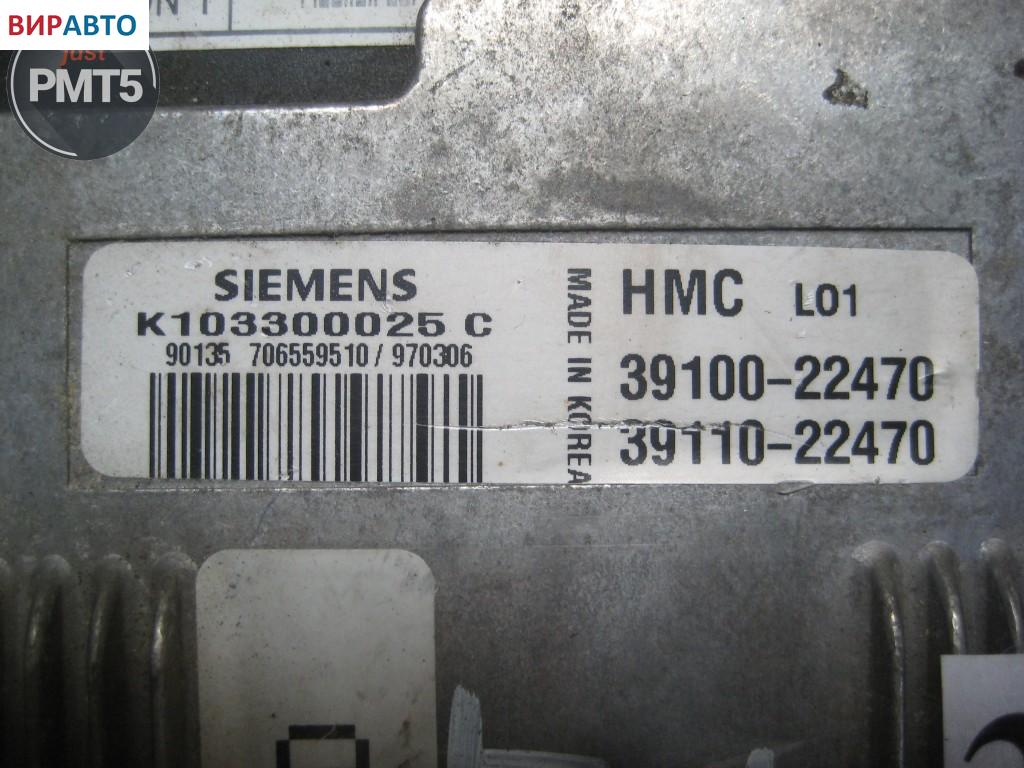 ВИРАВТО
just
PMT5
SIEMENS
K103300025 C
90135 706559510 / 970306
MADE IN KOREA
HMC L01
39100-22470
39110-22470